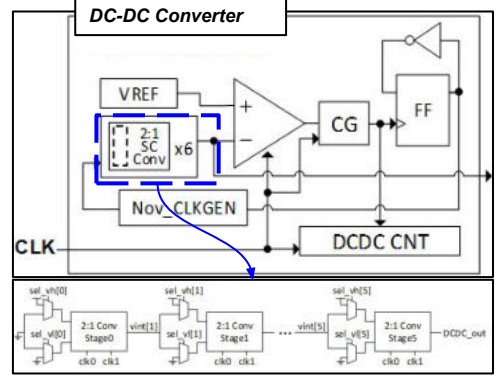 DC-DC Converter
VREF
+
−
CG
FF
2:1
SC
Conv
x6
Nov_CLKGEN
CLK
DCDC CNT
sel_vh[0]
sel_vh[1]
sel_vh[5]
sel_vl[0]
2:1 Conv
Stage0
vint[1]
sel_vl[1]
2:1 Conv
Stage1
...
vint[5]
sel_vl[5]
2:1 Conv
Stage5
DCDC_out
clk0 clk1
clk0 clk1
clk0 clk1